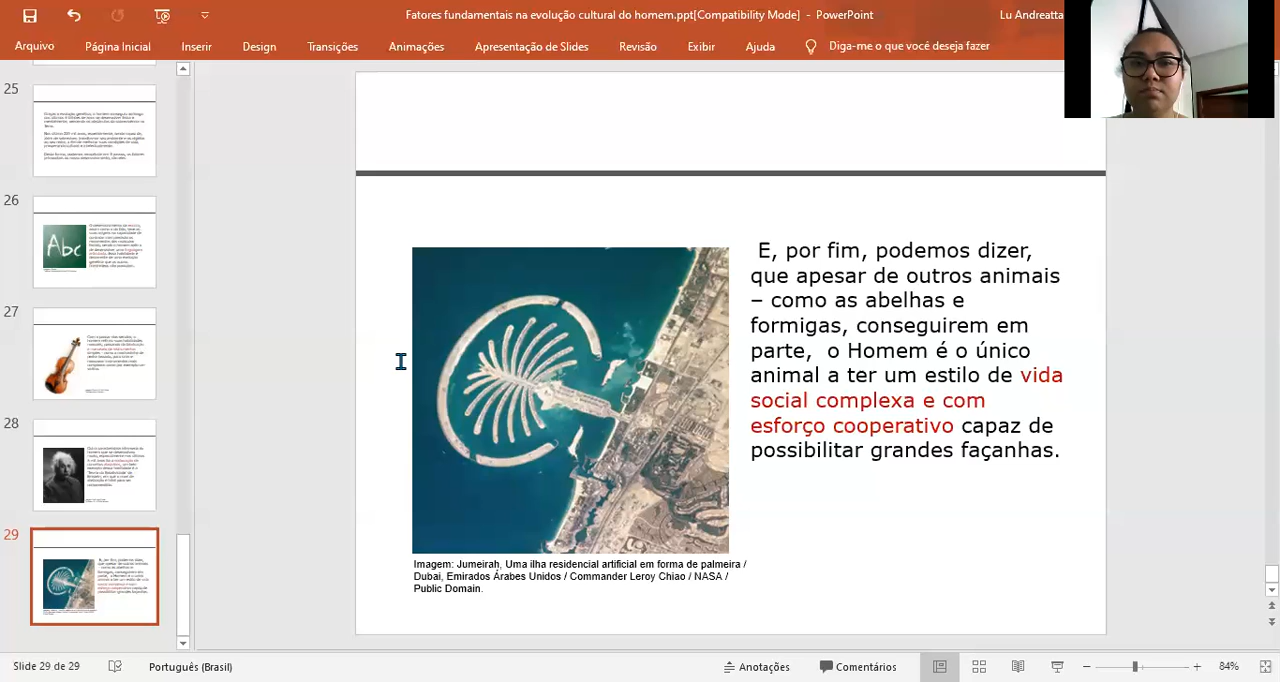 Fatores fundamentais na evolução cultural do homem.ppt[Compatibility Mode] - PowerPoint
Lu Andreatta
Arquivo Página Inicial Inserir Design Transições Animações Apresentação de Slides Revisão Exibir Ajuda Diga-me o que você deseja fazer
25
26
Abc
27
28
29
E, por fim, podemos dizer,
que apesar de outros animais
– como as abelhas e
formigas, conseguirem em
parte, o Homem é o único
animal a ter um estilo de vida
social complexa e com
esforço cooperativo capaz de
possibilitar grandes façanhas.
Imagem: Jumeirah, Uma ilha residencial artificial em forma de palmeira /
Dubai, Emirados Árabes Unidos / Commander Leroy Chiao / NASA /
Public Domain.
Slide 29 de 29 Português (Brasil) Anotações Comentários 84%